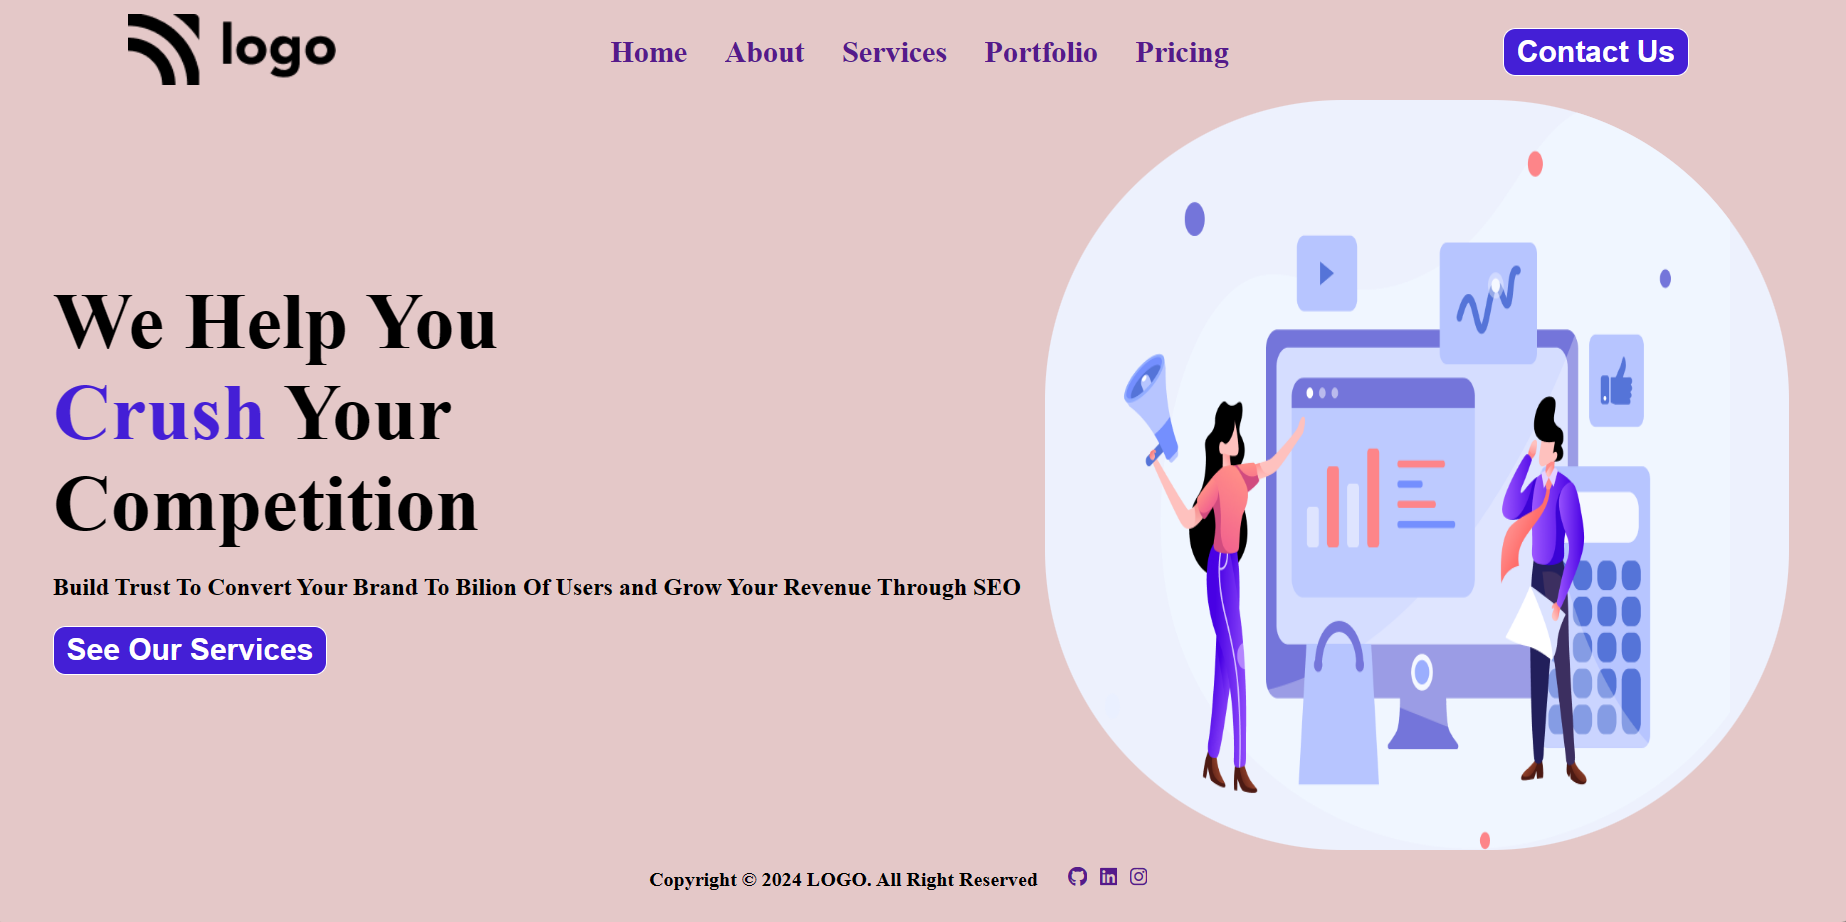 logo
Home About Services Portfolio Pricing
Contact Us
We Help You
Crush Your
Competition
Build Trust To Convert Your Brand To Bilion Of Users and Grow Your Revenue Through SEO
See Our Services
Copyright © 2024 LOGO. All Right Reserved